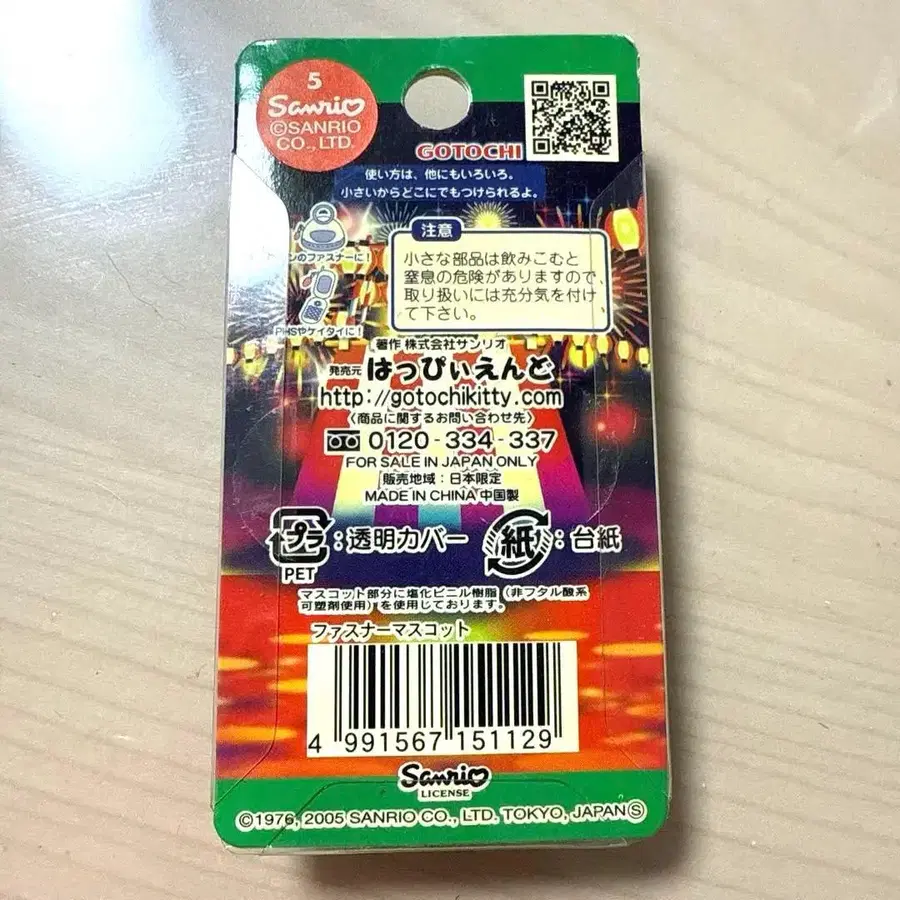 5
Sanrio
©SANRIO
CO., LTD.
GOTOCHI
使い方は、他にもいろいろ。
小さいからどこにでもつけられるよ。
ンのファスナーに!
PHSやケイタイに!
注意
小さな部品は飲みこむと
窒息の危険がありますので、
取り扱いには充分気を付け
て下さい。
著作 株式会社サンリオ
発売元 はっぴぃえんど
http://gotochikitty.com
〈商品に関するお問い合わせ先〉
0120-334-337
FOR SALE IN JAPAN ONLY
販売地域:日本限定
MADE IN CHINA 中国製
プラ:透明カバー 紙:台紙
PET
マスコット部分に塩化ビニル樹脂(非フタル酸系
可塑剤使用)を使用しております。
ファスナーマスコット
4 991567 151129
Sanrio
LICENSE
©1976, 2005 SANRIO CO., LTD. TOKYO, JAPAN Ⓢ